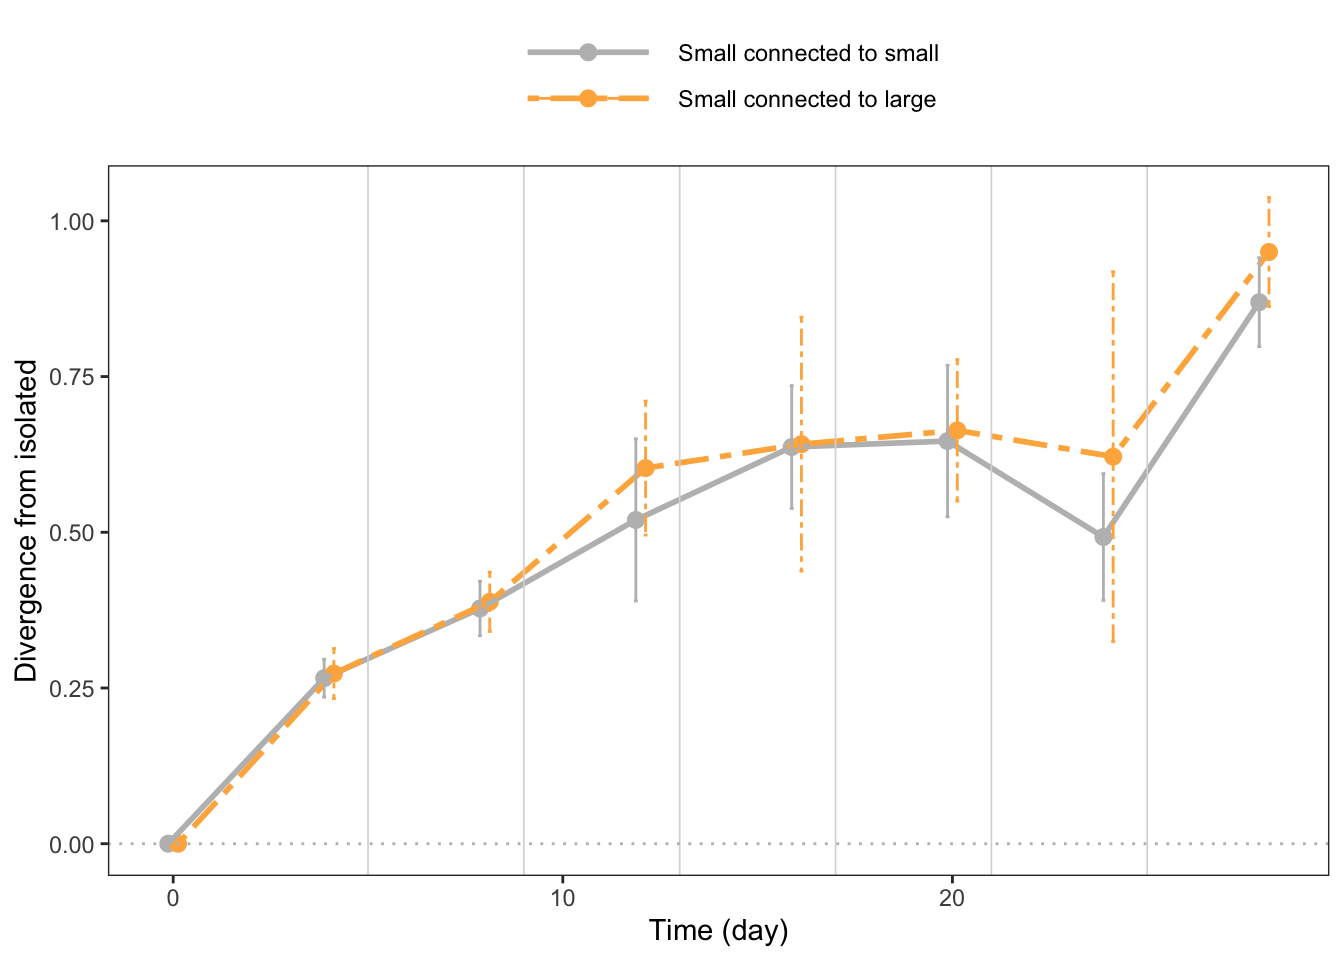 Small connected to small
Small connected to large
1.00
0.75
0.50
0.25
0.00
Divergence from isolated
0 10 20
Time (day)